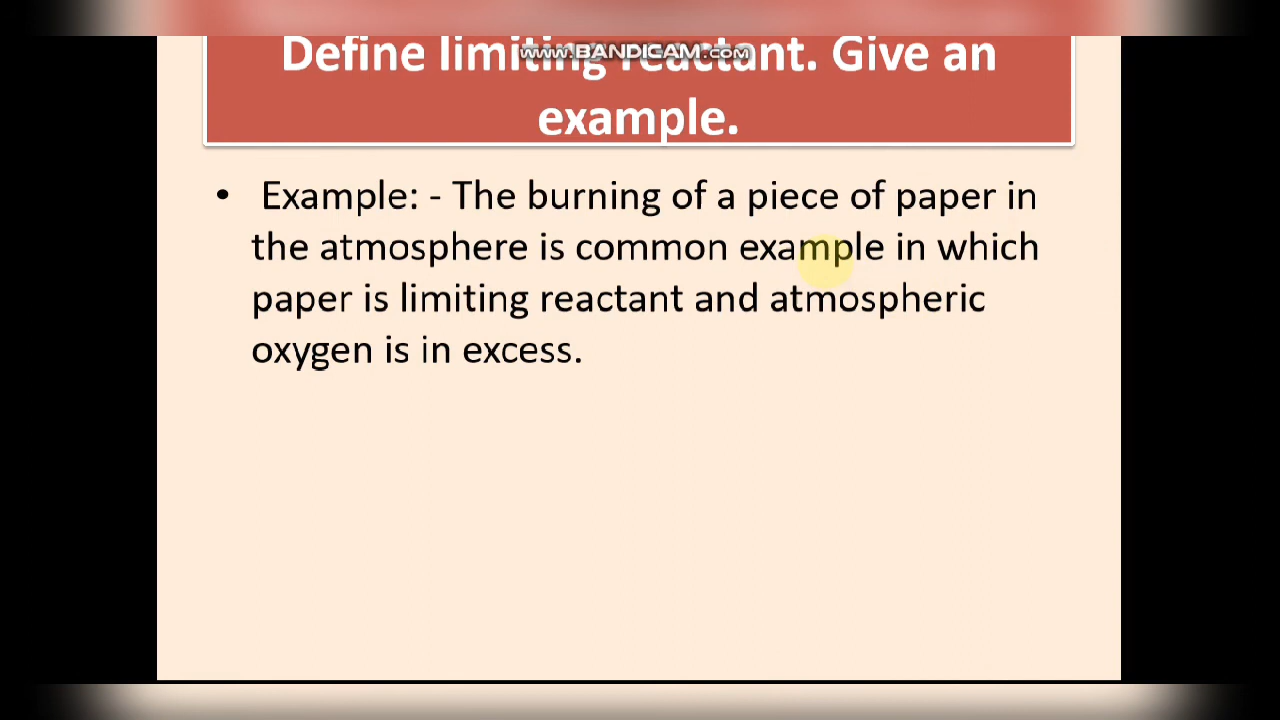 www.BANDICAM.com
Define limiting reactant. Give an
example.
• Example: - The burning of a piece of paper in
the atmosphere is common example in which
paper is limiting reactant and atmospheric
oxygen is in excess.